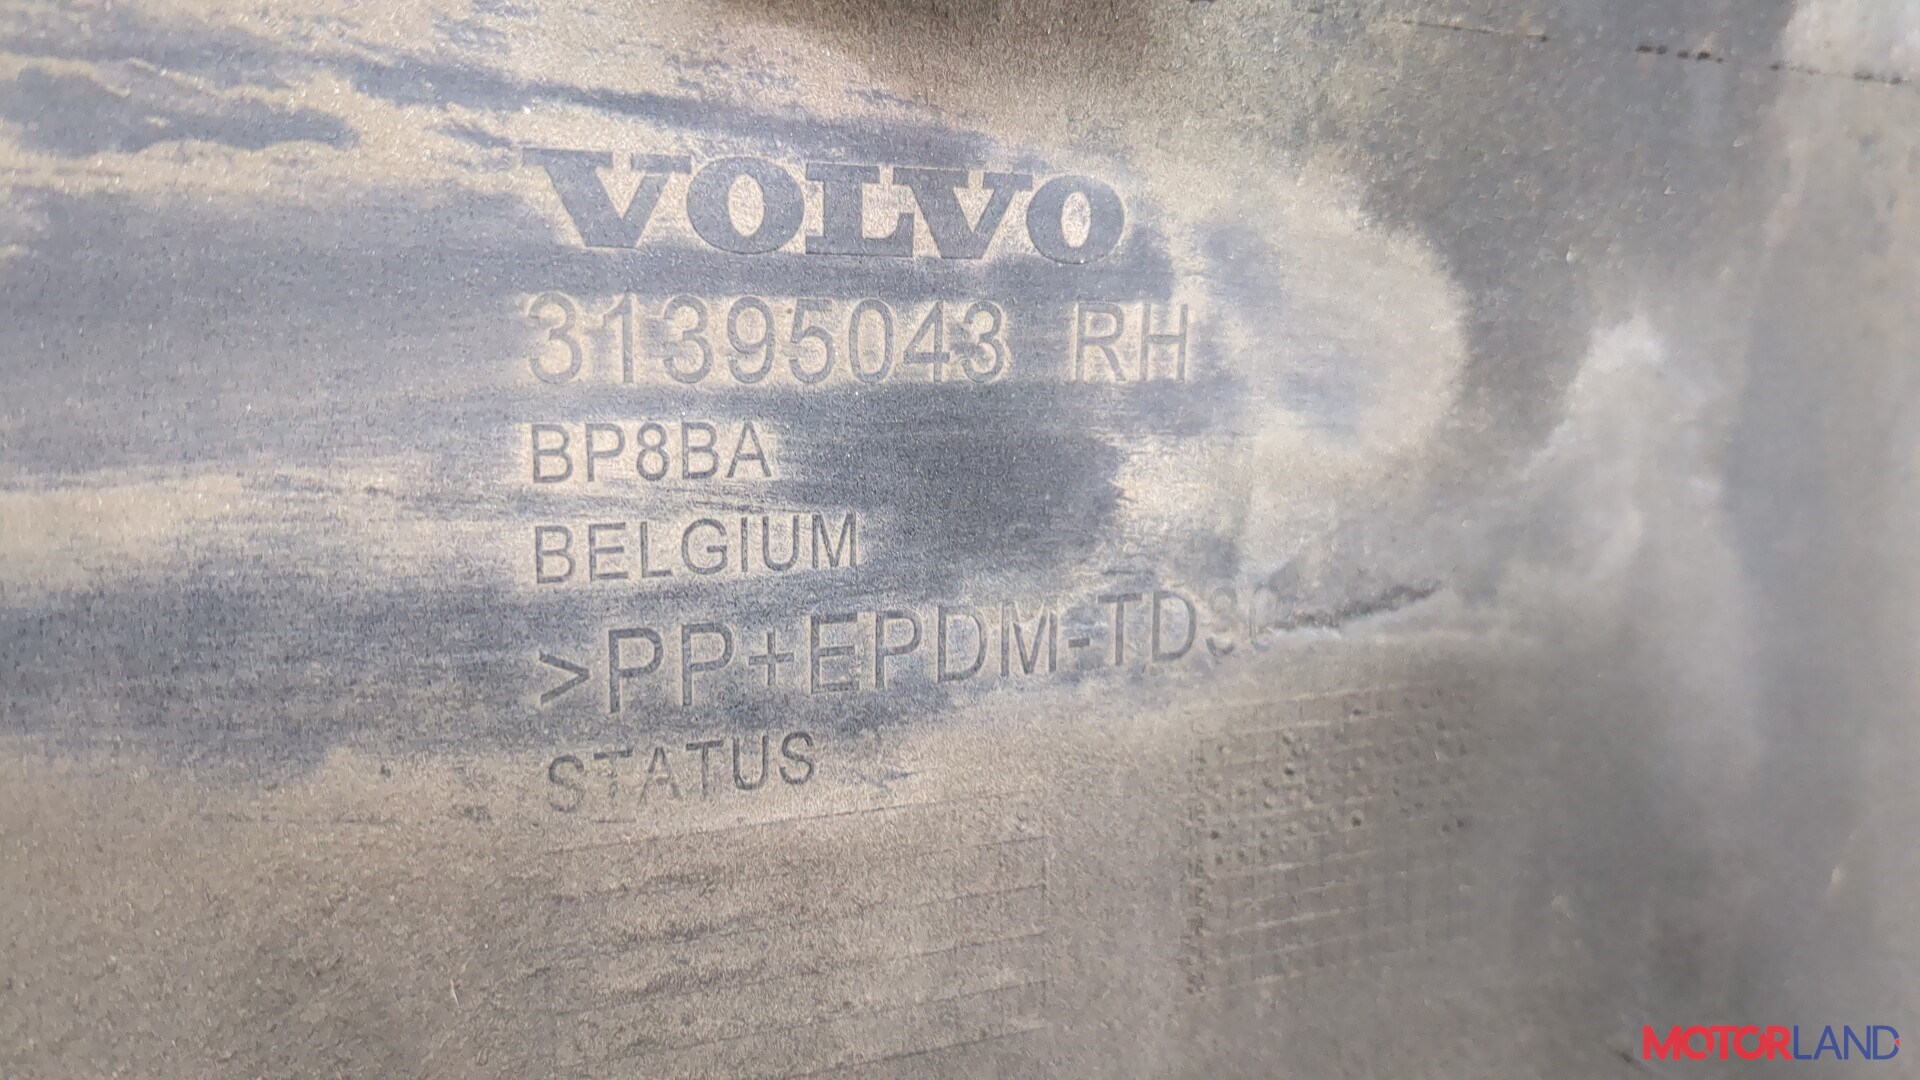 VOLVO
31395043 RH
BP8BA
BELGIUM
>PP+EPDM-TD30
STATUS
MOTORLAND